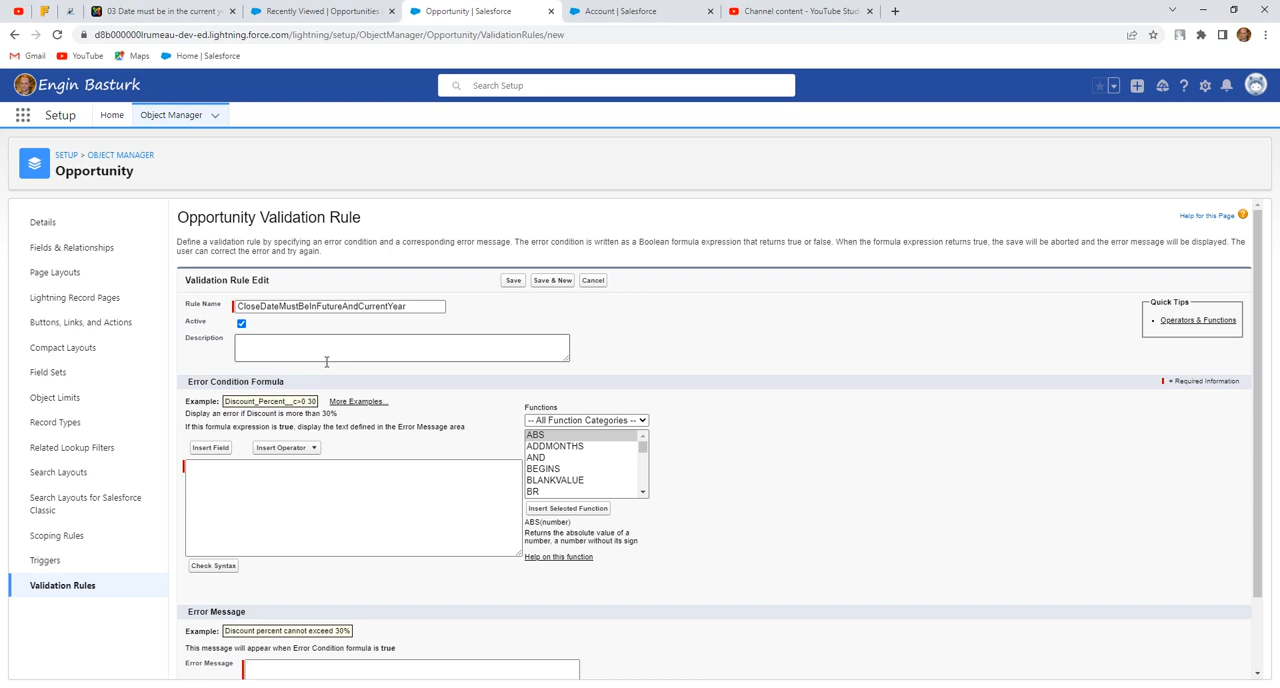 03 Date must be in the current y
Recently Viewed | Opportunities
Opportunity | Salesforce
Account | Salesforce
Channel content - YouTube Stud
d8b000000lrumeau-dev-ed.lightning.force.com/lightning/setup/ObjectManager/Opportunity/ValidationRules/new
Gmail
YouTube
Maps
Home | Salesforce
Engin Basturk
Search Setup
Setup
Home
Object Manager
SETUP > OBJECT MANAGER
Opportunity
Details
Fields & Relationships
Page Layouts
Lightning Record Pages
Buttons, Links, and Actions
Compact Layouts
Field Sets
Object Limits
Record Types
Related Lookup Filters
Search Layouts
Search Layouts for Salesforce
Classic
Scoping Rules
Triggers
Validation Rules
Opportunity Validation Rule
Help for this Page
Define a validation rule by specifying an error condition and a corresponding error message. The error condition is written as a Boolean formula expression that returns true or false. When the formula expression returns true, the save will be aborted and the error message will be displayed. The
user can correct the error and try again.
Validation Rule Edit
Save
Save & New
Cancel
Rule Name
CloseDateMustBeInFutureAndCurrentYear
Active
Description
Quick Tips
• Operators & Functions
Error Condition Formula
= Required Information
Example:
Discount_Percent__c>0.30
More Examples...
Display an error if Discount is more than 30%
If this formula expression is true, display the text defined in the Error Message area
Insert Field
Insert Operator
Functions
-- All Function Categories --
ABS
ADDMONTHS
AND
BEGINS
BLANKVALUE
BR
Insert Selected Function
ABS(number)
Returns the absolute value of a
number, a number without its sign
Help on this function
Check Syntax
Error Message
Example:
Discount percent cannot exceed 30%
This message will appear when Error Condition formula is true
Error Message